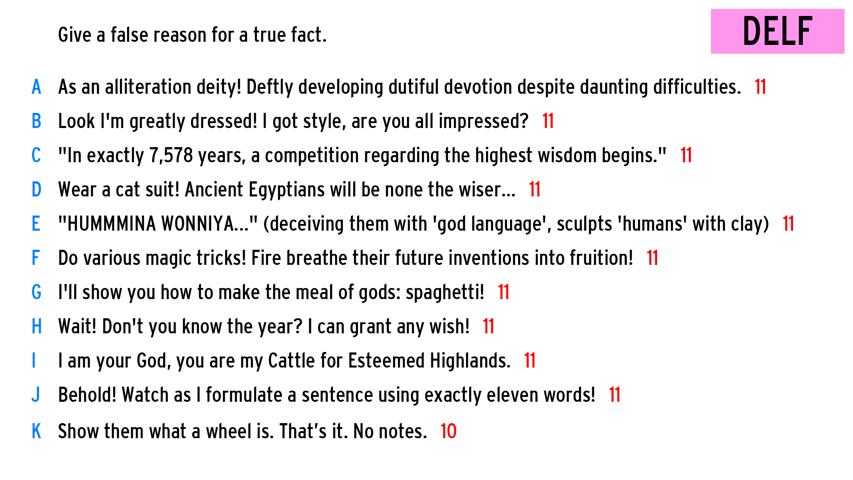 Give a false reason for a true fact.
DELF
A As an alliteration deity! Deftly developing dutiful devotion despite daunting difficulties. 11
B Look I'm greatly dressed! I got style, are you all impressed? 11
C "In exactly 7,578 years, a competition regarding the highest wisdom begins." 11
D Wear a cat suit! Ancient Egyptians will be none the wiser... 11
E "HUMMMINA WONNIYA..." (deceiving them with 'god language', sculpts 'humans' with clay) 11
F Do various magic tricks! Fire breathe their future inventions into fruition! 11
G I'll show you how to make the meal of gods: spaghetti! 11
H Wait! Don't you know the year? I can grant any wish! 11
I I am your God, you are my Cattle for Esteemed Highlands. 11
J Behold! Watch as I formulate a sentence using exactly eleven words! 11
K Show them what a wheel is. That’s it. No notes. 10